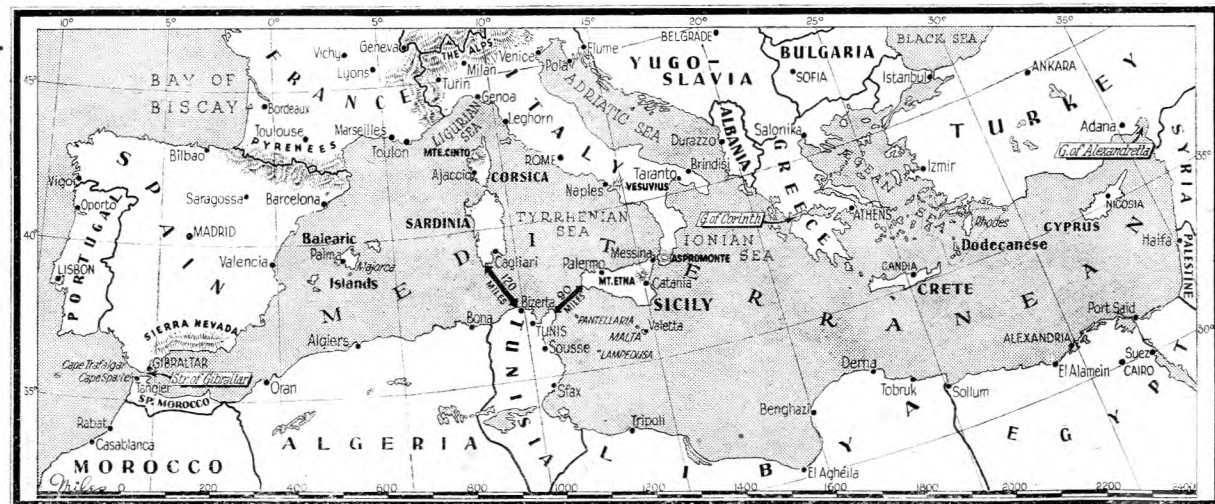 10° 5° 0° 5° 10° 15° 20° 25° 30° 35°
45°
40°
35°
35°
30°
BAY OF
BISCAY
FRANCE
Vichy
Geneva
Lyons
Bordeaux
Toulouse
PYRENEES
Marseilles
Toulon
THE ALPS
Milan
Turin
Venice
Genoa
Leghorn
LIGURIAN
SEA
MTE.CINTO
Ajaccio
CORSICA
ITALY
ROME
Naples
VESUVIUS
Taranto
Brindisi
Fiume
Pola
ADRIATIC SEA
BELGRADE
YUGO-
SLAVIA
BULGARIA
SOFIA
ALBANIA
Durazzo
Salonika
GREECE
G.of Corinth
ATHENS
AEGEAN
SEA
BLACK SEA
Istanbul
ANKARA
TURKEY
Izmir
Adana
G.of Alexandretta
SYRIA
PALESTINE
Haifa
CYPRUS
NICOSIA
Rhodes
Dodecanese
CANDIA
CRETE
SPAIN
Bilbao
Vigo
Oporto
PORTUGAL
LISBON
Saragossa
Barcelona
MADRID
Valencia
Balearic
Palma
Majorca
Islands
SIERRA NEVADA
Cape Trafalgar
Cape Spartel
GIBRALTAR
Str.of Gibraltar
Tangier
SP. MOROCCO
Rabat
Casablanca
MOROCCO
Oran
Algiers
ALGERIA
Bona
SARDINIA
Cagliari
120
MILES
Bizerta
90
MILES
TUNIS
Sousse
Sfax
TUNISIA
TYRRHENIAN
SEA
Palermo
Messina
MT.ETNA
Catania
SICILY
ASPROMONTE
IONIAN
SEA
PANTELLARIA
MALTA
Valetta
LAMPEDUSA
MEDITERRANEAN
Tripoli
LIBYA
Benghazi
El Agheila
Derna
Tobruk
Sollum
ALEXANDRIA
El Alamein
Port Said
Suez
CAIRO
EGYPT
Miles 0 200 400 600 800 1000 1200 1400 1600 1800 2000 2200 2400